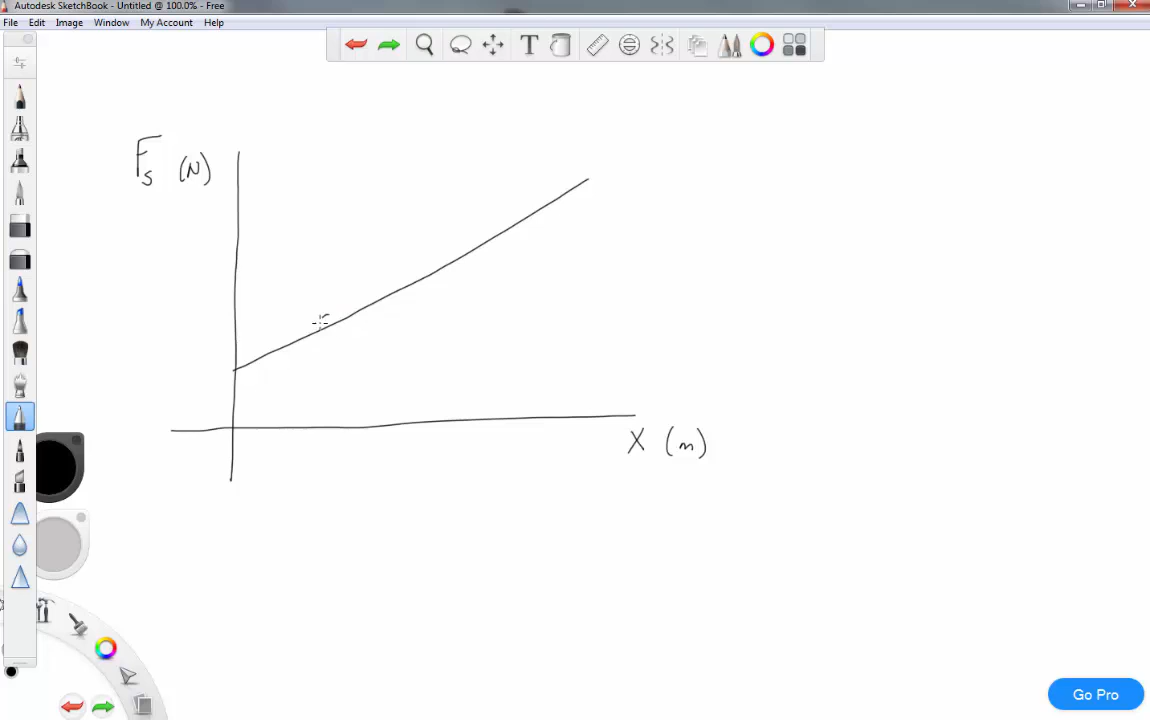 Autodesk SketchBook - Untitled @ 100.0% - Free
File Edit Image Window My Account Help
T
Fs (N)
X (m)
Go Pro